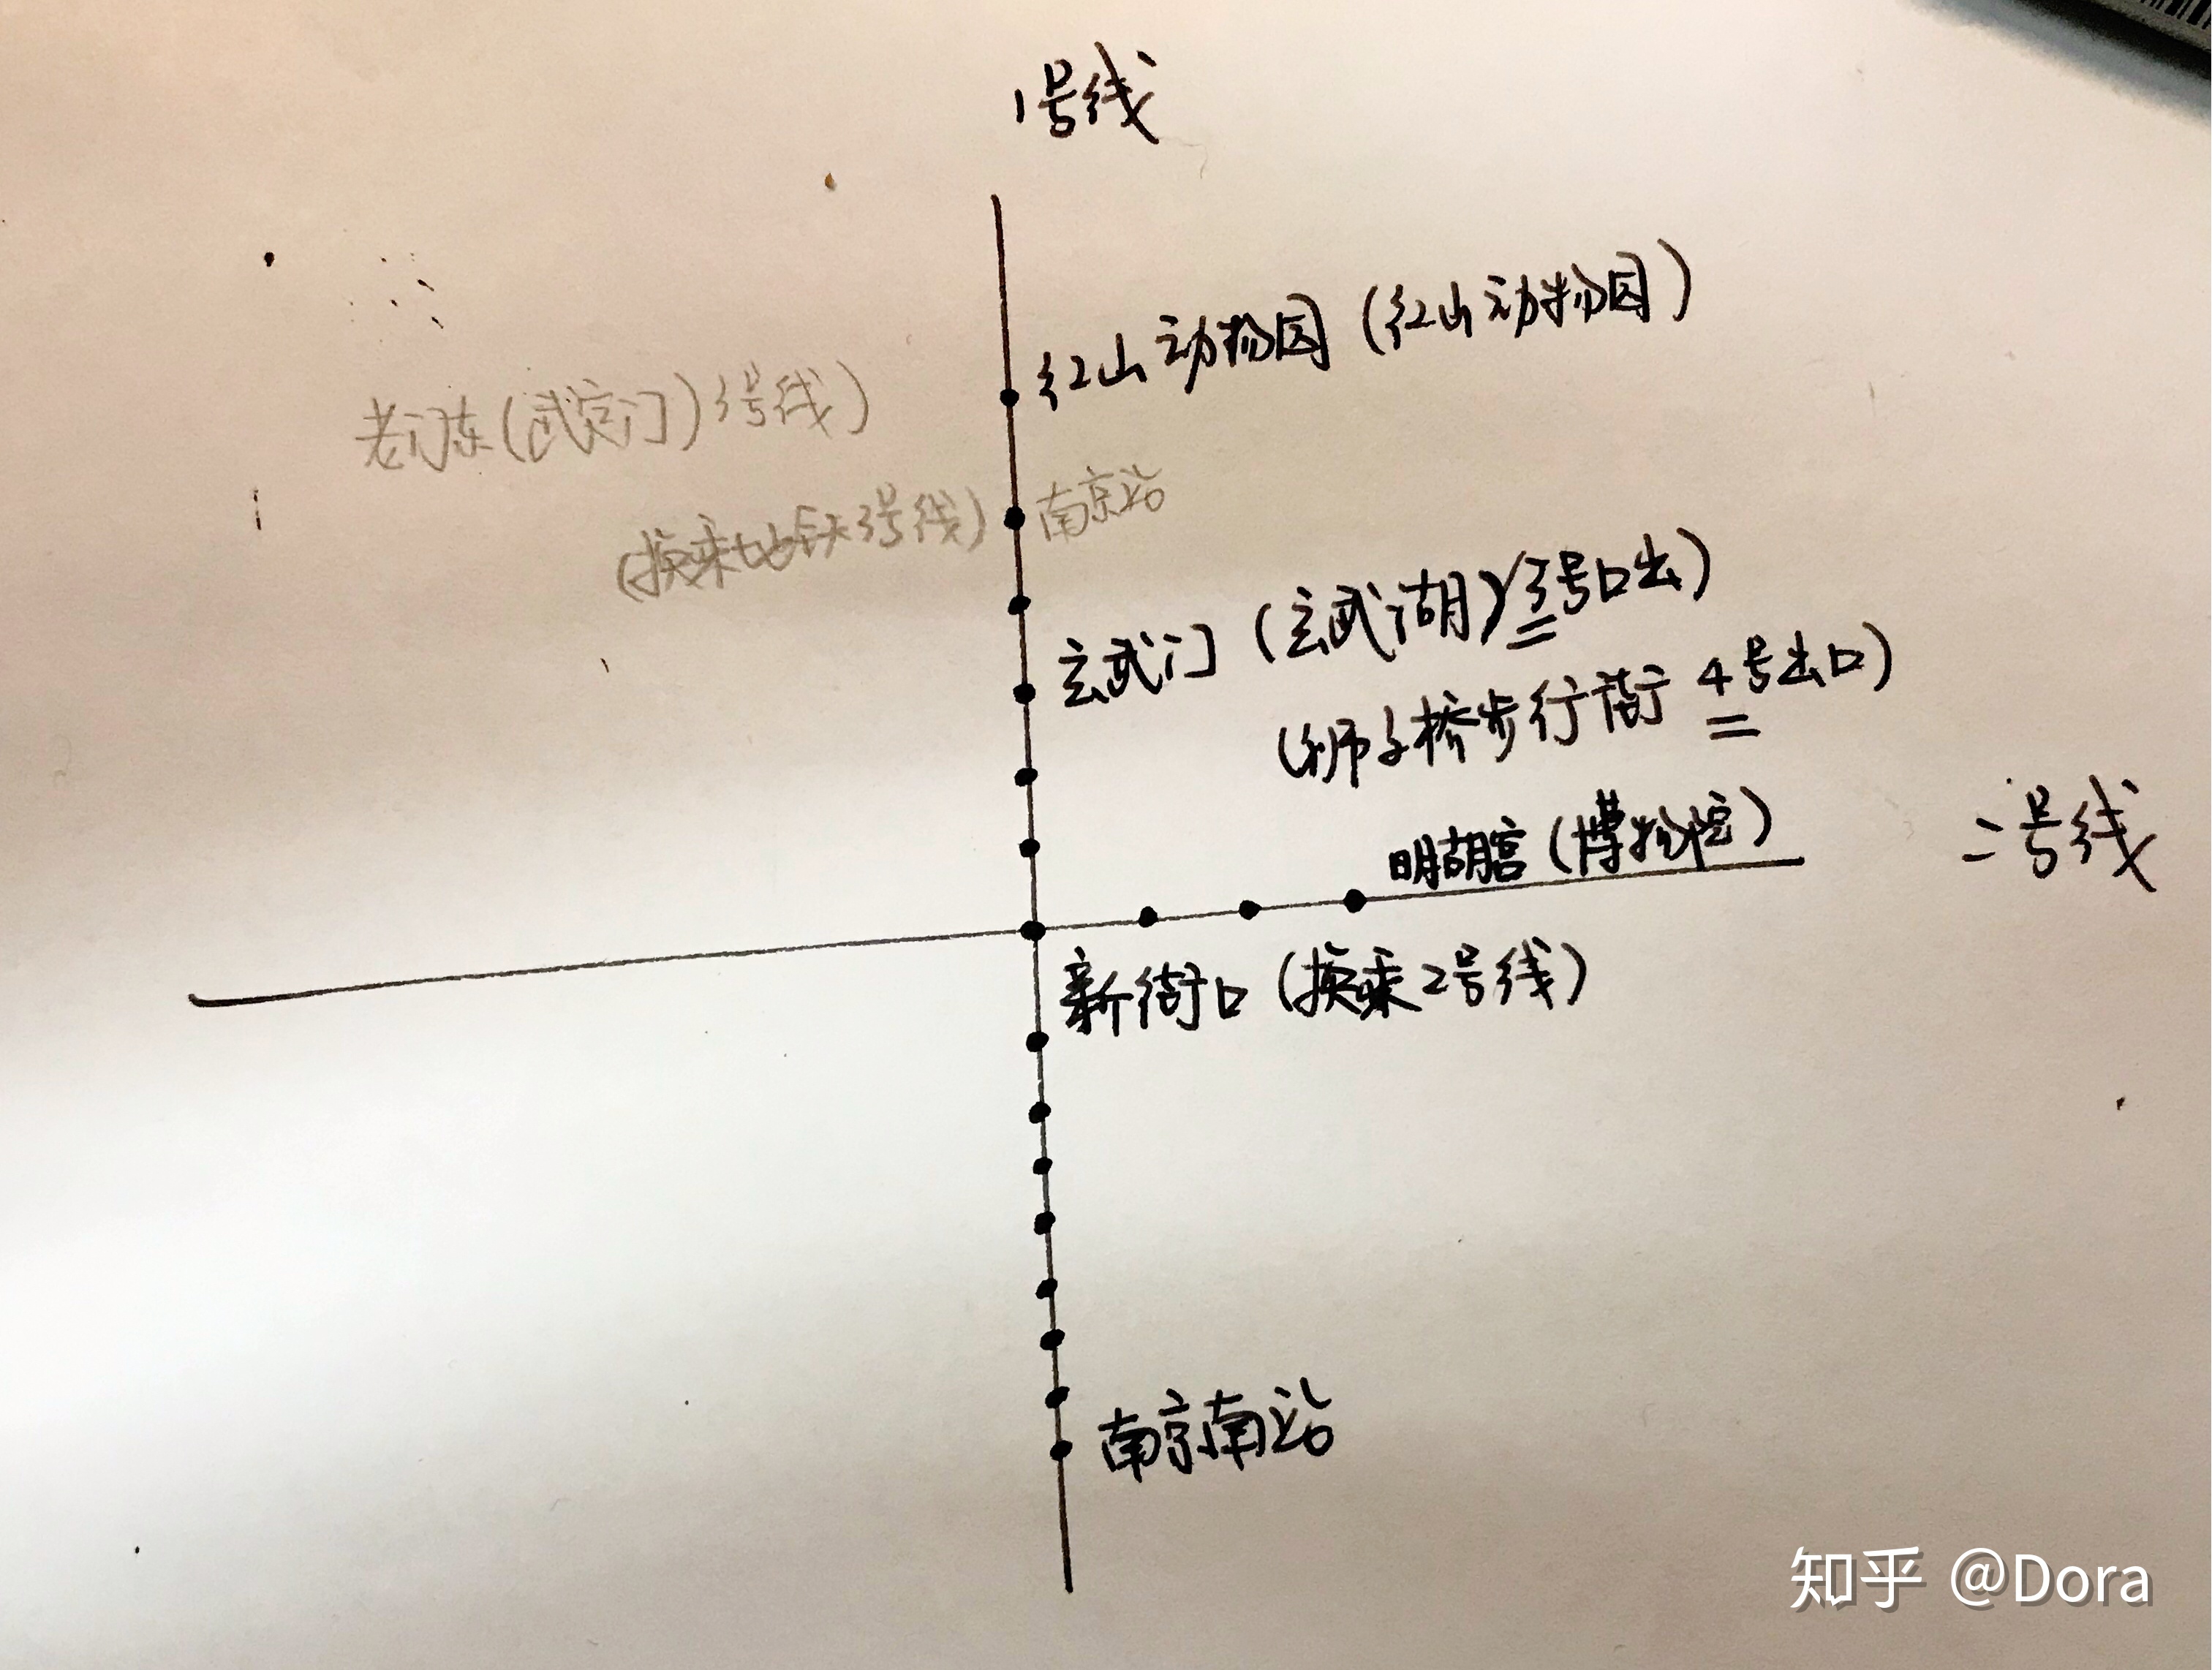 1号线
红山动物园(红山动物园)
老门东(武定门)3号线)
(换乘地铁3号线) 南京站
玄武门(玄武湖)(3号口出)
(狮子桥步行街 4号出口)
明胡宫(博物馆)
二号线
新街口(换乘2号线)
南京南站
知乎 @Dora